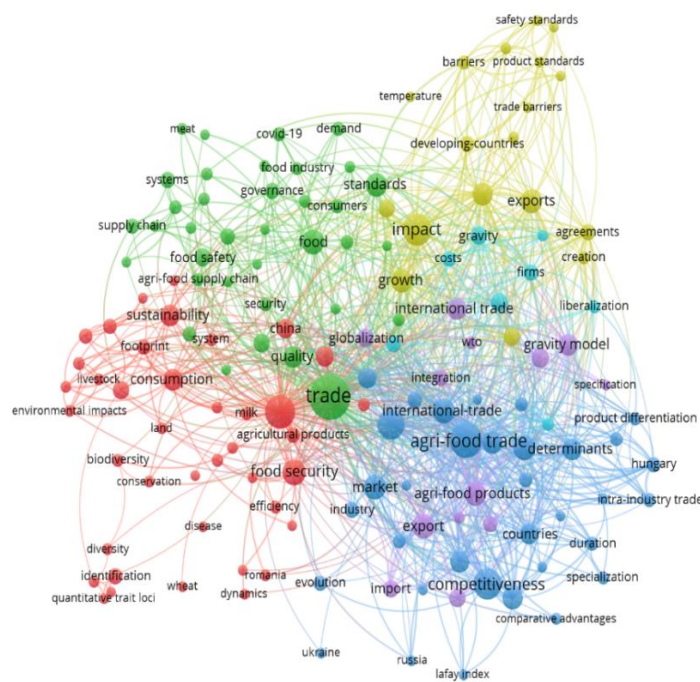 safety standards
barriers
product standards
temperature
trade barriers
meat
covid-19
demand
developing-countries
food industry
systems
governance
standards
consumers
exports
supply chain
impact
agreements
food
gravity
creation
food safety
costs
firms
agri-food supply chain
growth
security
international trade
liberalization
sustainability
china
globalization
footprint
system
wto
gravity model
quality
livestock
consumption
integration
specification
trade
environmental impacts
milk
international-trade
product differentiation
land
agricultural products
agri-food trade
determinants
biodiversity
food security
hungary
conservation
market
agri-food products
intra-industry trade
efficiency
industry
disease
export
countries
diversity
duration
identification
romania
evolution
competitiveness
specialization
quantitative trait loci
wheat
dynamics
import
comparative advantages
ukraine
russia
lafay index